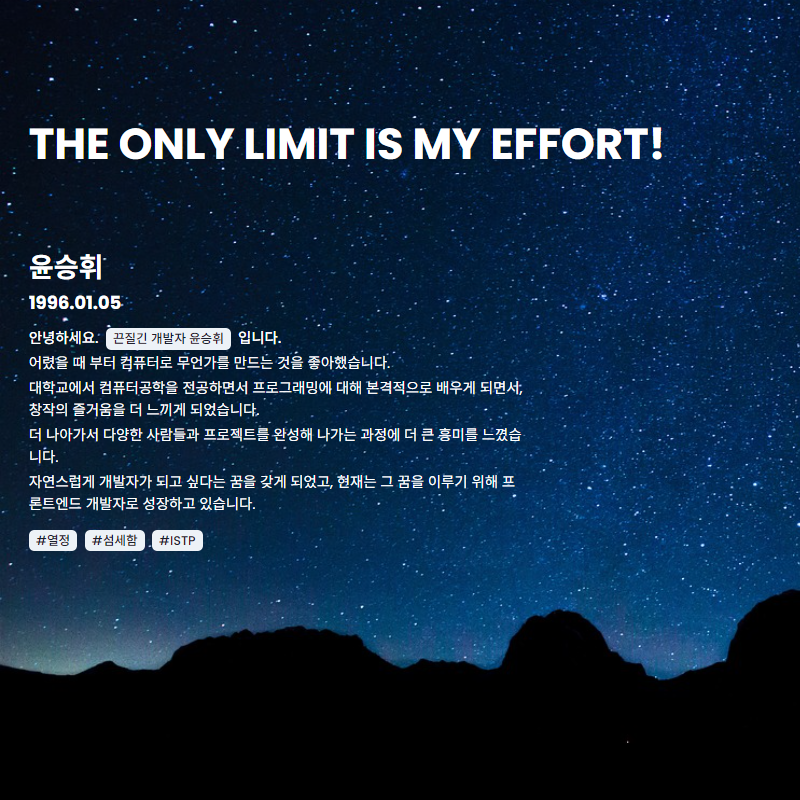 THE ONLY LIMIT IS MY EFFORT!
윤승휘
1996.01.05
안녕하세요. 끈질긴 개발자 윤승휘 입니다.
어렸을 때 부터 컴퓨터로 무언가를 만드는 것을 좋아했습니다.
대학교에서 컴퓨터공학을 전공하면서 프로그래밍에 대해 본격적으로 배우게 되면서,
창작의 즐거움을 더 느끼게 되었습니다.
더 나아가서 다양한 사람들과 프로젝트를 완성해 나가는 과정에 더 큰 흥미를 느꼈습
니다.
자연스럽게 개발자가 되고 싶다는 꿈을 갖게 되었고, 현재는 그 꿈을 이루기 위해 프
론트엔드 개발자로 성장하고 있습니다.
#열정 #섬세함 #ISTP